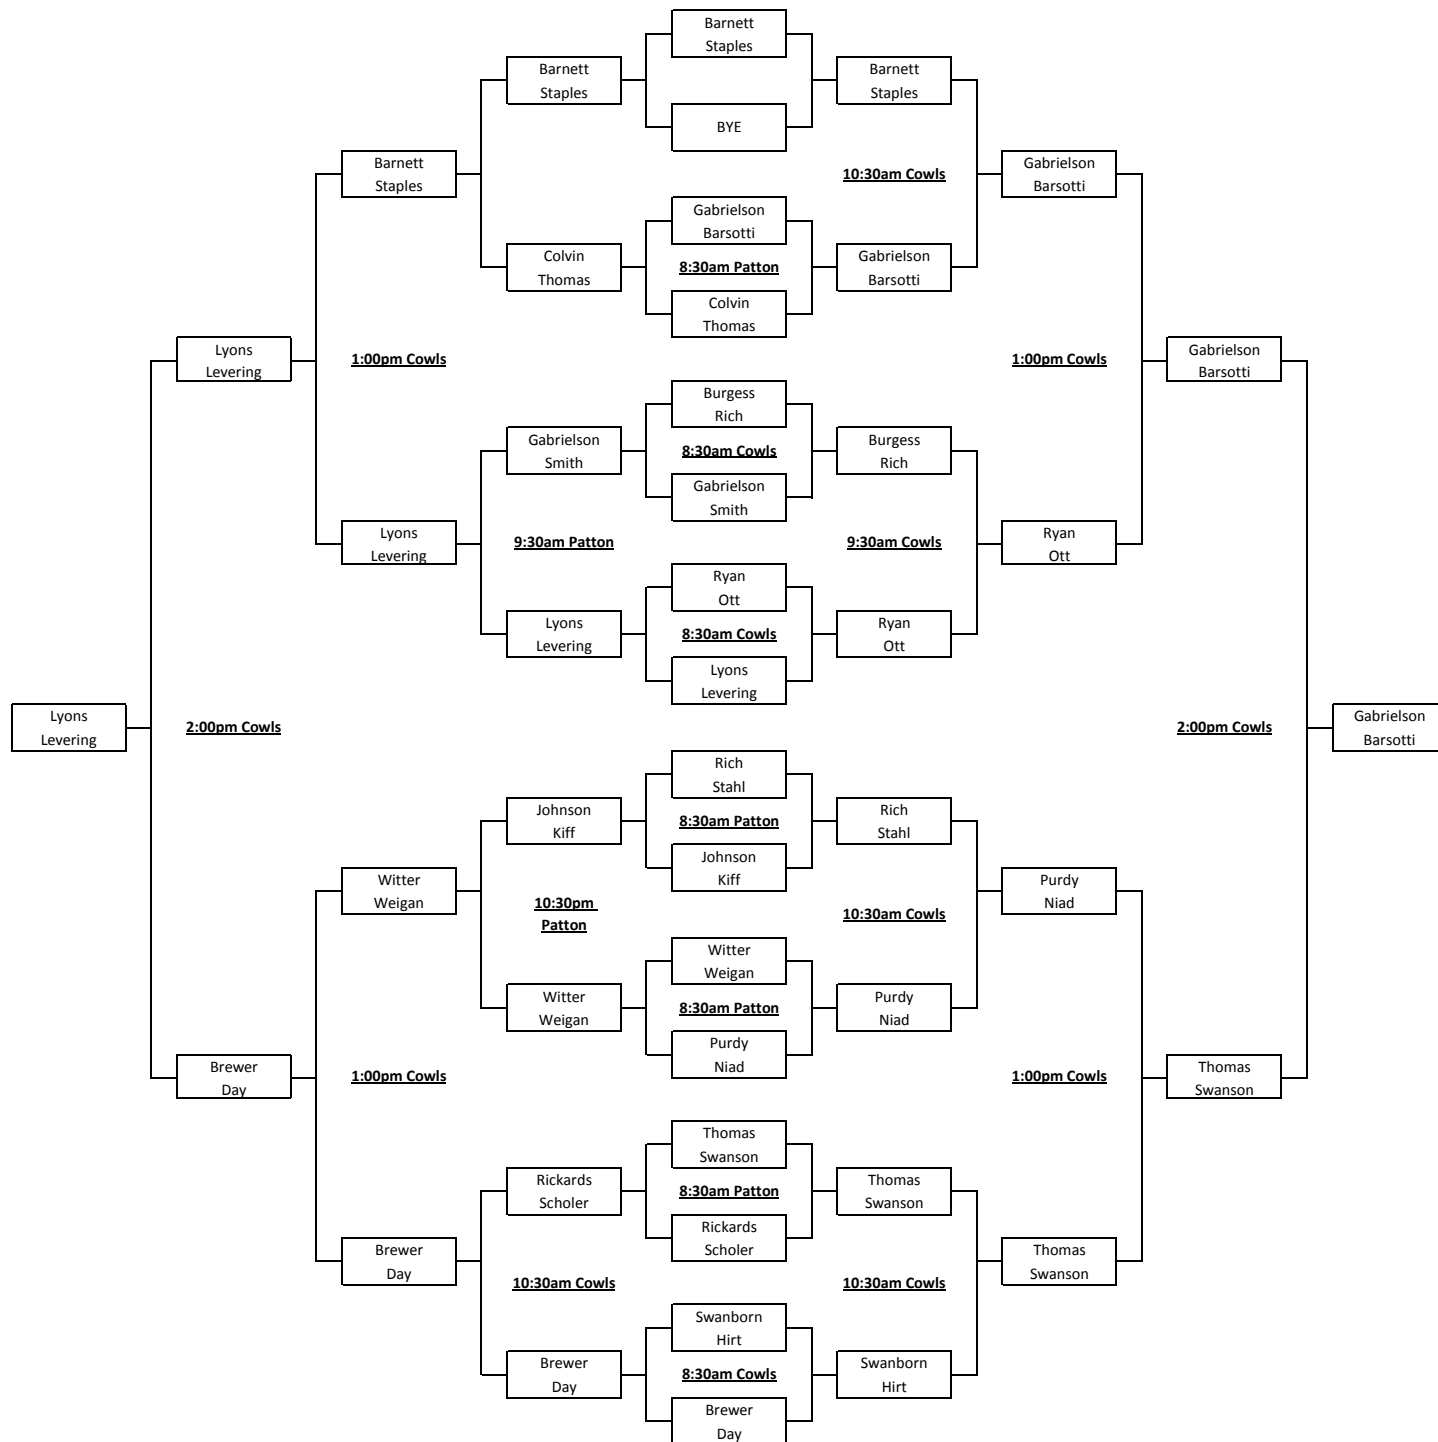 Barnett
Staples
Barnett
Staples
Barnett
Staples
BYE
Barnett
Staples
10:30am Cowls
Gabrielson
Barsotti
Gabrielson
Barsotti
Colvin
Thomas
8:30am Patton
Gabrielson
Barsotti
Colvin
Thomas
Lyons
Levering
1:00pm Cowls
1:00pm Cowls
Gabrielson
Barsotti
Burgess
Rich
Gabrielson
Smith
8:30am Cowls
Burgess
Rich
Gabrielson
Smith
Lyons
Levering
9:30am Patton
9:30am Cowls
Ryan
Ott
Ryan
Ott
Lyons
Levering
8:30am Cowls
Ryan
Ott
Lyons
Levering
Lyons
Levering
2:00pm Cowls
2:00pm Cowls
Gabrielson
Barsotti
Rich
Stahl
Johnson
Kiff
8:30am Patton
Rich
Stahl
Johnson
Kiff
Witter
Weigan
10:30pm
Patton
10:30am Cowls
Purdy
Niad
Witter
Weigan
Witter
Weigan
8:30am Patton
Purdy
Niad
Purdy
Niad
Brewer
Day
1:00pm Cowls
1:00pm Cowls
Thomas
Swanson
Thomas
Swanson
Rickards
Scholer
8:30am Patton
Thomas
Swanson
Rickards
Scholer
Brewer
Day
10:30am Cowls
10:30am Cowls
Thomas
Swanson
Swanborn
Hirt
Brewer
Day
8:30am Cowls
Swanborn
Hirt
Brewer
Day